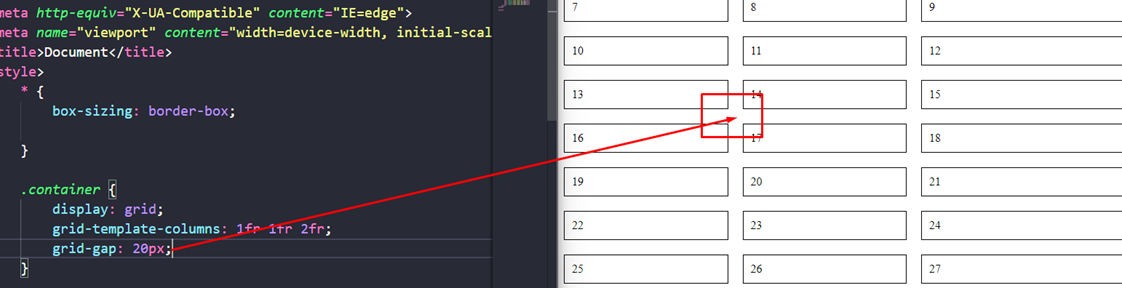 meta http-equiv="X-UA-Compatible" content="IE=edge">
meta name="viewport" content="width=device-width, initial-scal
title>Document</title>
style>
* {
box-sizing: border-box;
}
.container {
display: grid;
grid-template-columns: 1fr 1fr 2fr;
grid-gap: 20px;
}
7 8 9
10 11 12
13 14 15
16 17 18
19 20 21
22 23 24
25 26 27